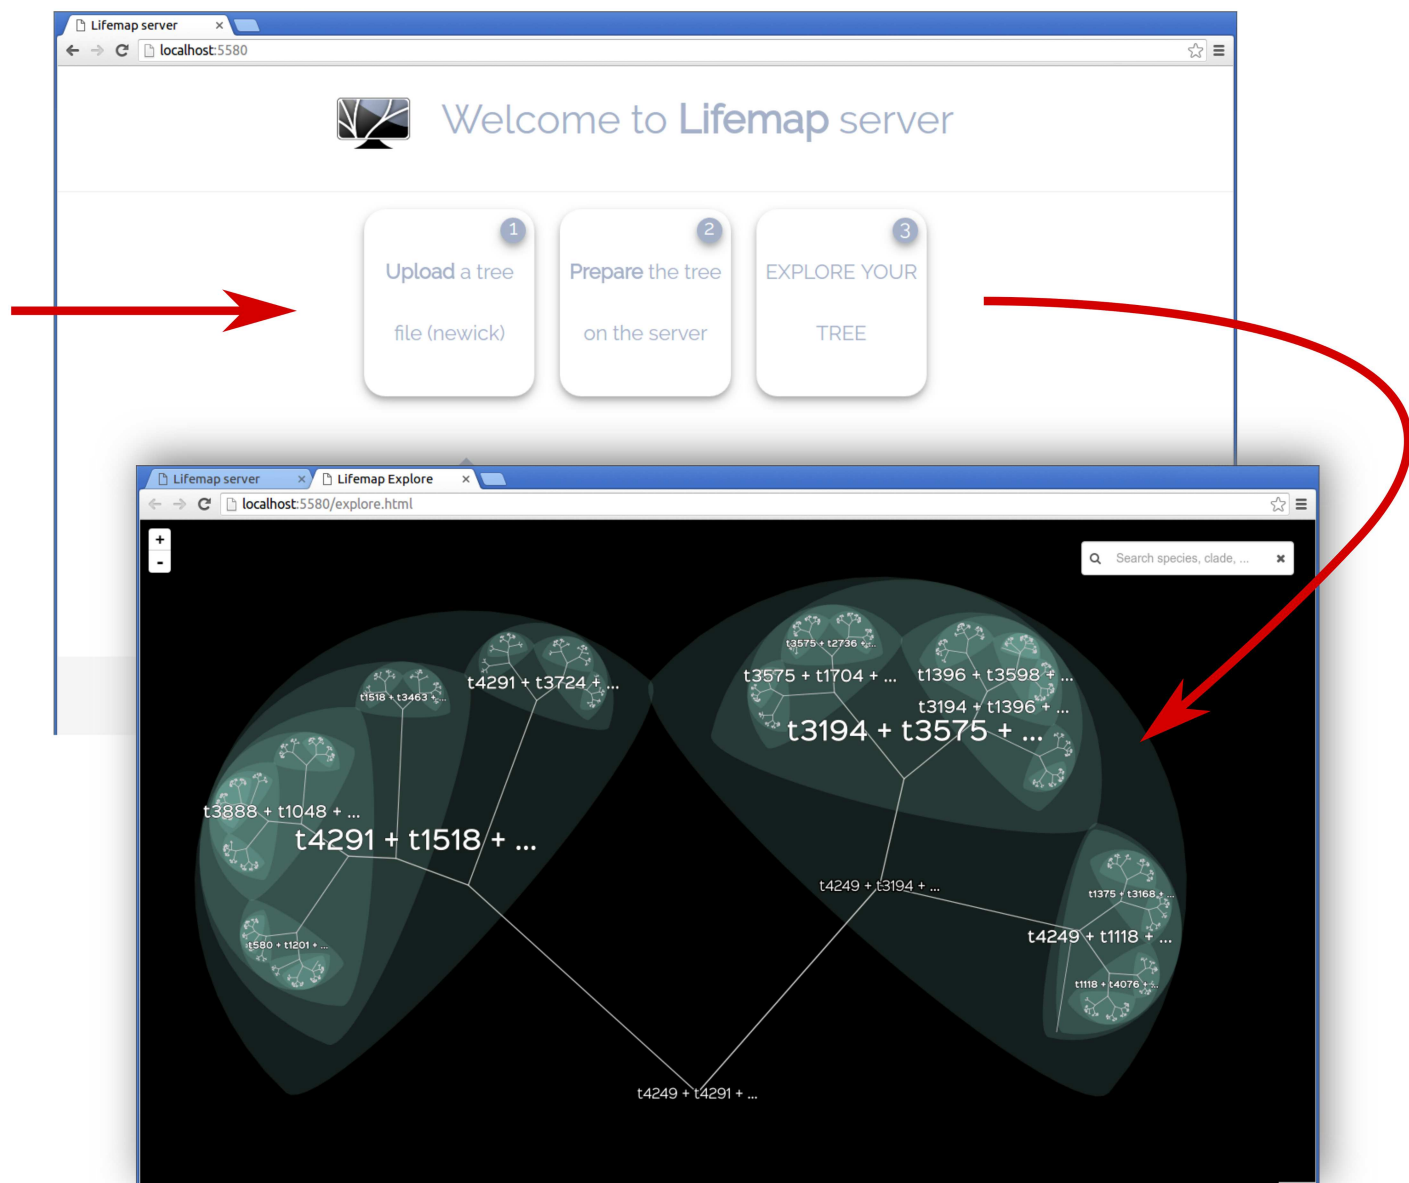 Lifemap server
localhost:5580
Welcome to Lifemap server
1
Upload a tree
file (newick)
2
Prepare the tree
on the server
3
EXPLORE YOUR
TREE
Lifemap server
Lifemap Explore
localhost:5580/explore.html
+
-
Search species, clade, ...
t3575 + t2736 + ...
t4291 + t3724 + ...
t3575 + t1704 + ...
t1396 + t3598 + ...
t1518 + t3463 + ...
t3194 + t1396 + ...
t3194 + t3575 + ...
t3888 + t1048 + ...
t4291 + t1518 + ...
t4249 + t3194 + ...
t1375 + t3168 + ...
t4249 + t1118 + ...
t580 + t1201 + ...
t1118 + t4076 + ...
t4249 + t4291 + ...